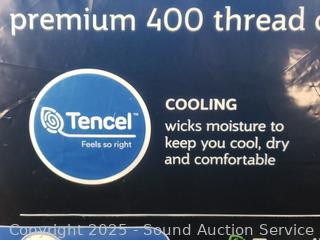 premium 400 thread
Tencel™
Feels so right
COOLING
wicks moisture to
keep you cool, dry
and comfortable
Copyright 2025 - Sound Auction Service